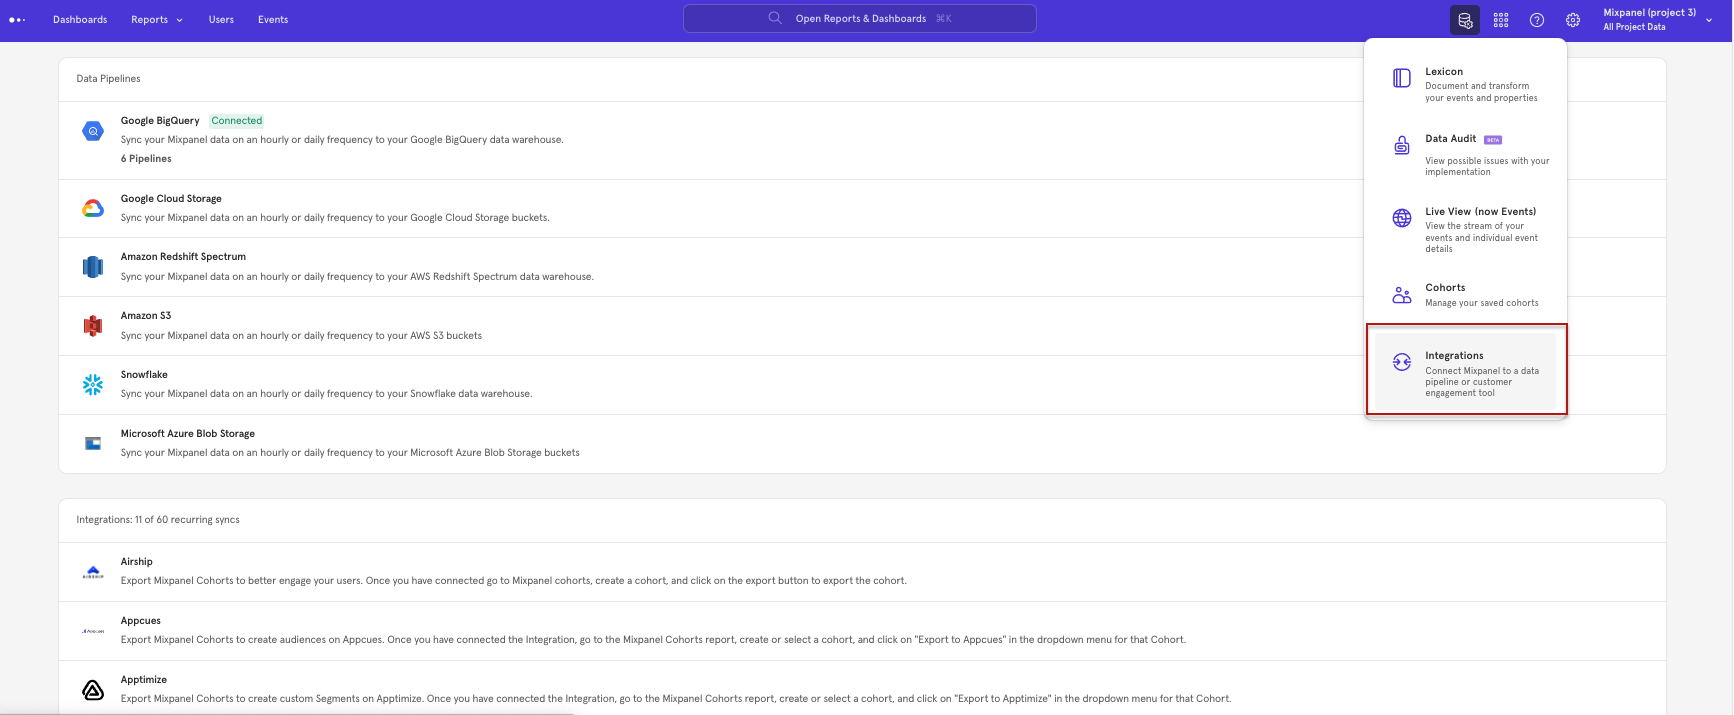 Dashboards
Reports
Users
Events
Open Reports & Dashboards ⌘K
Mixpanel (project 3)
All Project Data
Data Pipelines
Google BigQuery Connected
Sync your Mixpanel data on an hourly or daily frequency to your Google BigQuery data warehouse.
6 Pipelines
Google Cloud Storage
Sync your Mixpanel data on an hourly or daily frequency to your Google Cloud Storage buckets.
Amazon Redshift Spectrum
Sync your Mixpanel data on an hourly or daily frequency to your AWS Redshift Spectrum data warehouse.
Amazon S3
Sync your Mixpanel data on an hourly or daily frequency to your AWS S3 buckets
Snowflake
Sync your Mixpanel data on an hourly or daily frequency to your Snowflake data warehouse.
Microsoft Azure Blob Storage
Sync your Mixpanel data on an hourly or daily frequency to your Microsoft Azure Blob Storage buckets
Lexicon
Document and transform
your events and properties
Data Audit BETA
View possible issues with your
implementation
Live View (now Events)
View the stream of your
events and individual event
details
Cohorts
Manage your saved cohorts
Integrations
Connect Mixpanel to a data
pipeline or customer
engagement tool
Integrations: 11 of 60 recurring syncs
AIRSHIP
Airship
Export Mixpanel Cohorts to better engage your users. Once you have connected go to Mixpanel cohorts, create a cohort, and click on the export button to export the cohort.
Appcues
Appcues
Export Mixpanel Cohorts to create audiences on Appcues. Once you have connected the Integration, go to the Mixpanel Cohorts report, create or select a cohort, and click on "Export to Appcues" in the dropdown menu for that Cohort.
Apptimize
Export Mixpanel Cohorts to create custom Segments on Apptimize. Once you have connected the Integration, go to the Mixpanel Cohorts report, create or select a cohort, and click on "Export to Apptimize" in the dropdown menu for that Cohort.